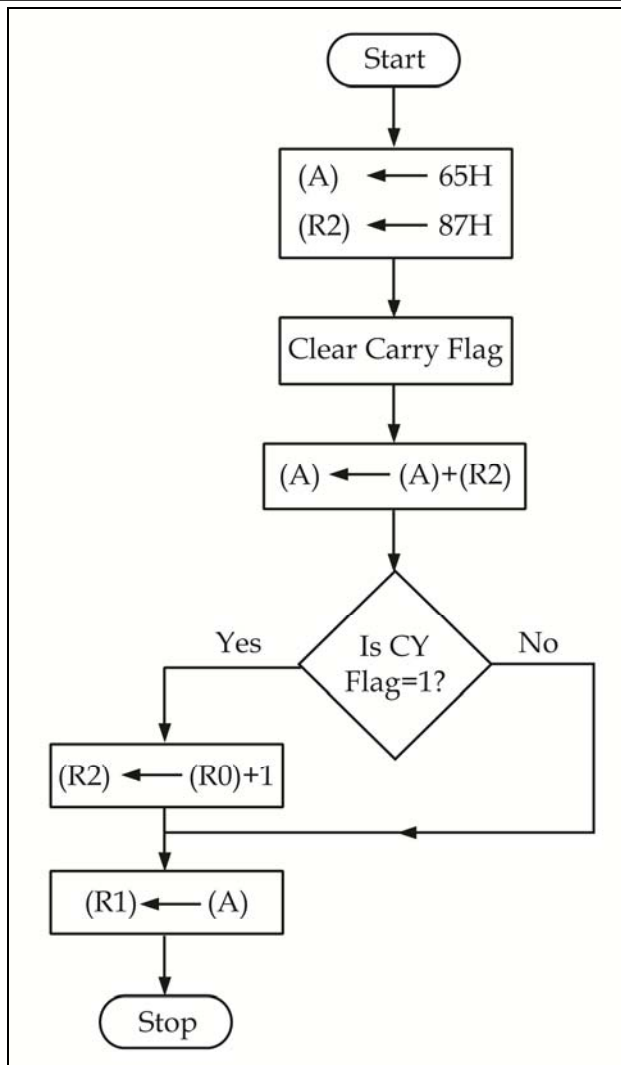 Start
(A) ← 65H
(R2) ← 87H
Clear Carry Flag
(A) ← (A)+(R2)
Is CY
Flag=1?
Yes
No
(R2) ← (R0)+1
(R1) ← (A)
Stop